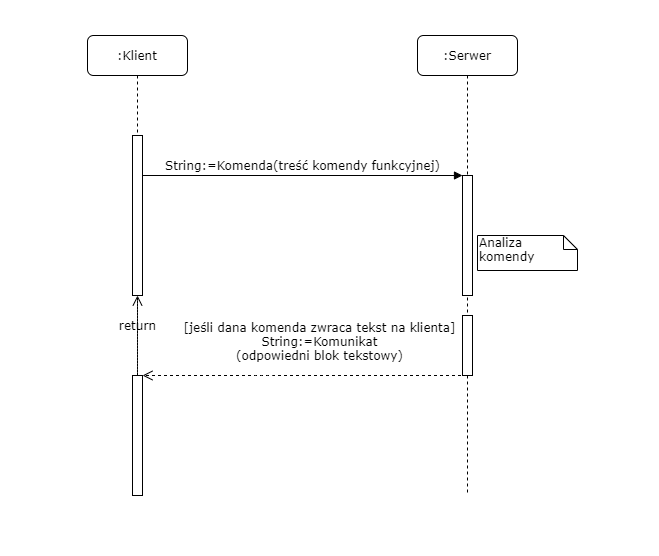 :Klient
:Serwer
String:=Komenda(treść komendy funkcyjnej)
Analiza
komendy
return
[jeśli dana komenda zwraca tekst na klienta]
String:=Komunikat
(odpowiedni blok tekstowy)